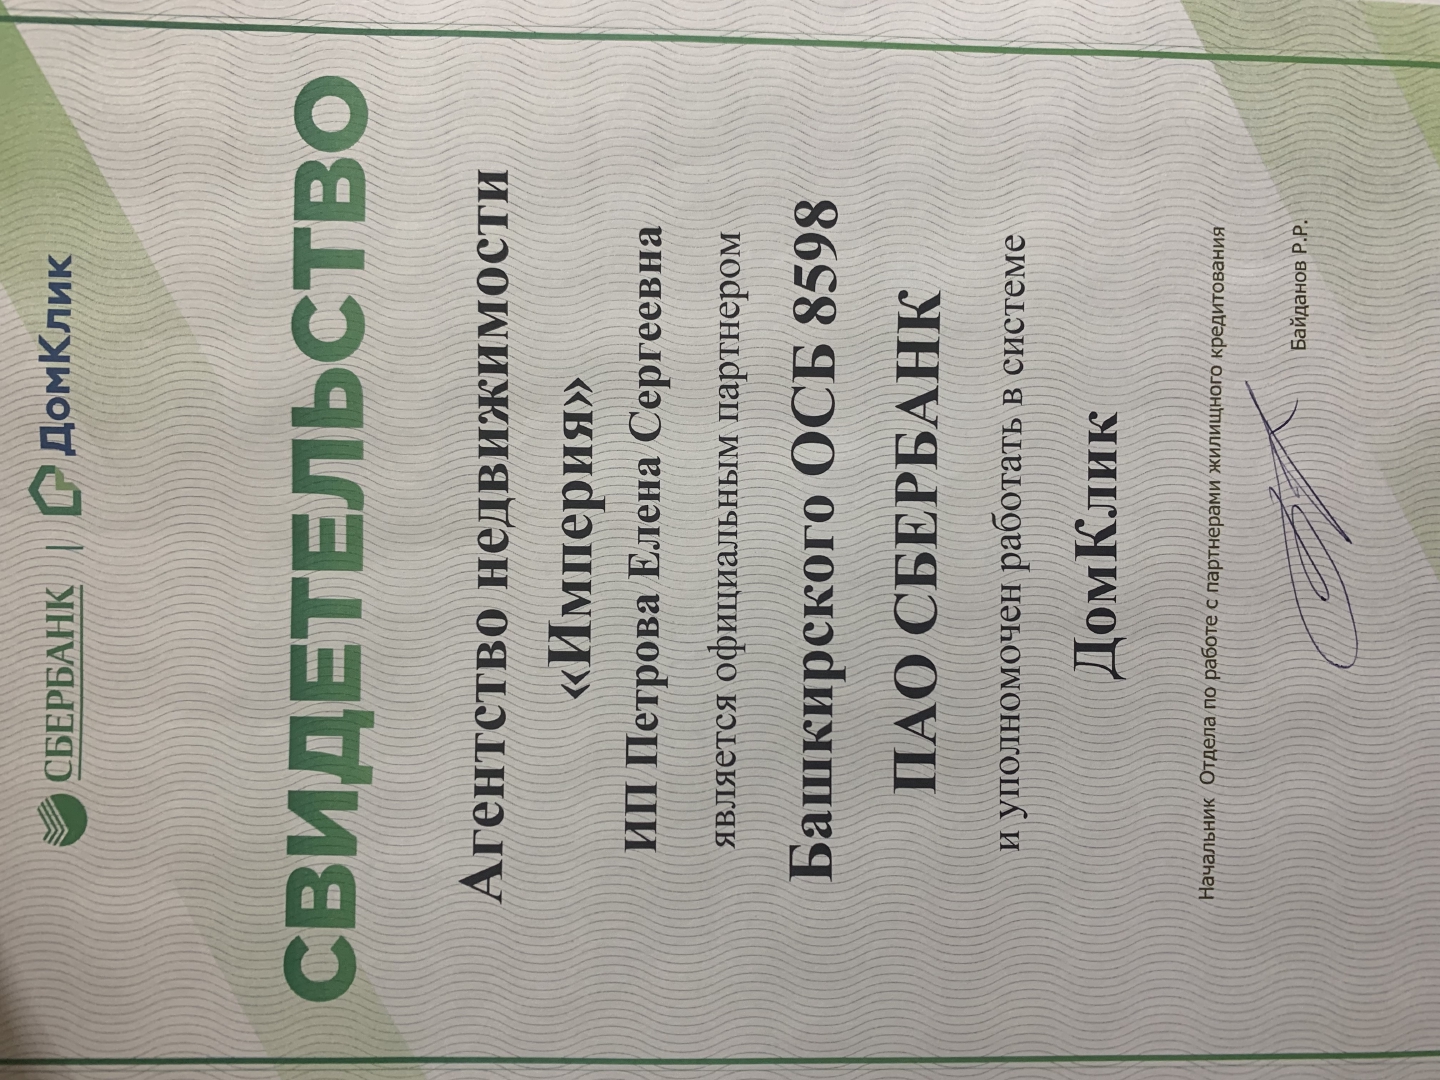 СБЕРБАНК | ДомКлик
СВИДЕТЕЛЬСТВО
Агентство недвижимости
«Империя»
ИП Петрова Елена Сергеевна
является официальным партнером
Башкирского ОСБ 8598
ПАО СБЕРБАНК
и уполномочен работать в системе
ДомКлик
Начальник Отдела по работе с партнерами жилищного кредитования
Байданов Р.Р.